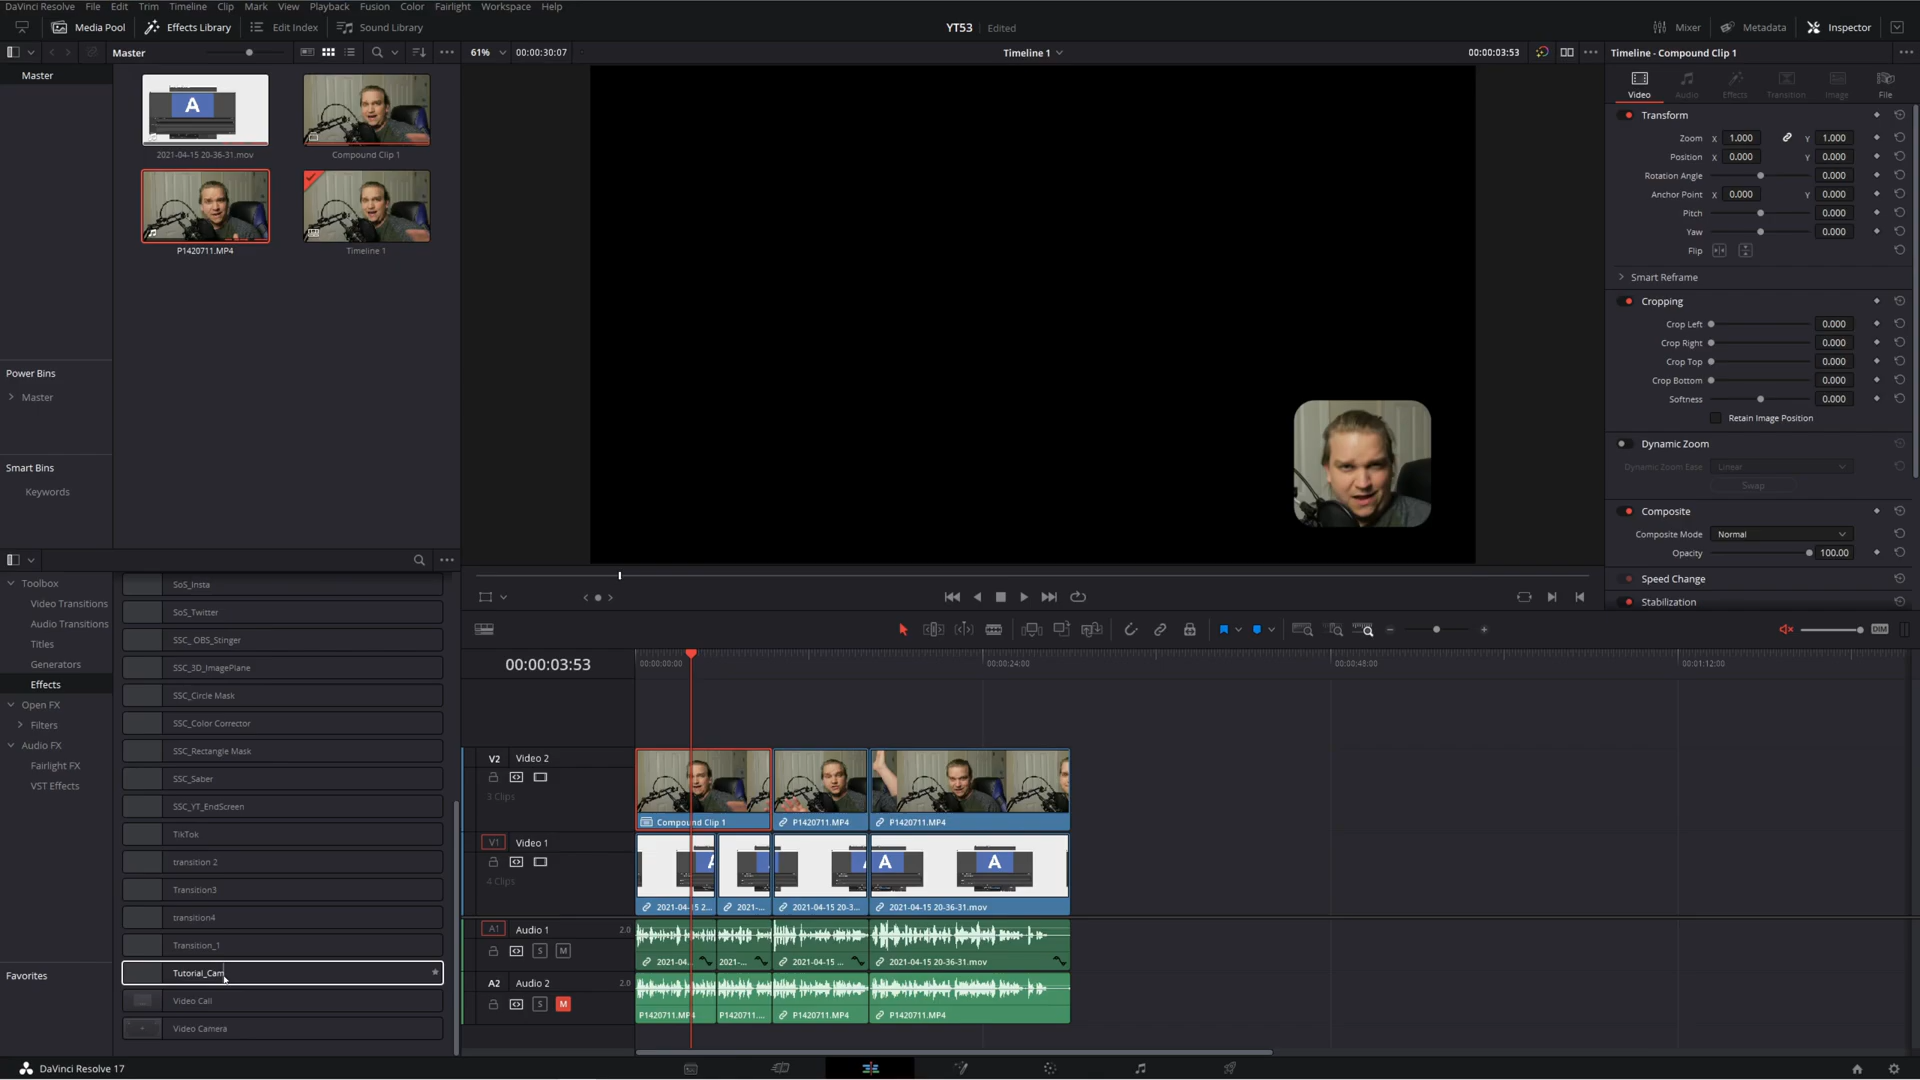 DaVinci Resolve File Edit Trim Timeline Clip Mark View Playback Fusion Color Fairlight Workspace Help
Media Pool Effects Library Edit Index Sound Library YT53 Edited Mixer Metadata Inspector
Master 61% 00:00:30:07 Timeline 1 00:00:03:53 Timeline - Compound Clip 1
Master
Video Audio Effects Transition Image File
A
2021-04-15 20-36-31.mov Compound Clip 1
P1420711.MP4 Timeline 1
Power Bins
Master
Smart Bins
Keywords
Transform
Zoom X 1.000 Y 1.000
Position X 0.000 Y 0.000
Rotation Angle 0.000
Anchor Point X 0.000 Y 0.000
Pitch 0.000
Yaw 0.000
Flip
Smart Reframe
Cropping
Crop Left 0.000
Crop Right 0.000
Crop Top 0.000
Crop Bottom 0.000
Softness 0.000
Retain Image Position
Dynamic Zoom
Dynamic Zoom Ease Linear
Swap
Composite
Composite Mode Normal
Opacity 100.00
Speed Change
Stabilization
Toolbox
Video Transitions
Audio Transitions
Titles
Generators
Effects
Open FX
Filters
Audio FX
Fairlight FX
VST Effects
Favorites
SoS_Insta
SoS_Twitter
SSC_ OBS_Stinger
SSC_3D_ImagePlane
SSC_Circle Mask
SSC_Color Corrector
SSC_Rectangle Mask
SSC_Saber
SSC_YT_EndScreen
TikTok
transition 2
Transition3
transition4
Transition_1
Tutorial_Cam
Video Call
Video Camera
DIM
00:00:03:53 00:00:00:00 00:00:24:00 00:00:48:00 00:01:12:00
V2 Video 2
3 Clips
Compound Clip 1 P1420711.MP4 P1420711.MP4
V1 Video 1
4 Clips
A A A
2021-04-15 2... 2021-... 2021-04-15 20-3... 2021-04-15 20-36-31.mov
A1 Audio 1 2.0
S M
2021-04... 2021-... 2021-04-15 ... 2021-04-15 20-36-31.mov
A2 Audio 2 2.0
S M
P1420711.MP4 P1420711.... P1420711.MP4 P1420711.MP4
DaVinci Resolve 17